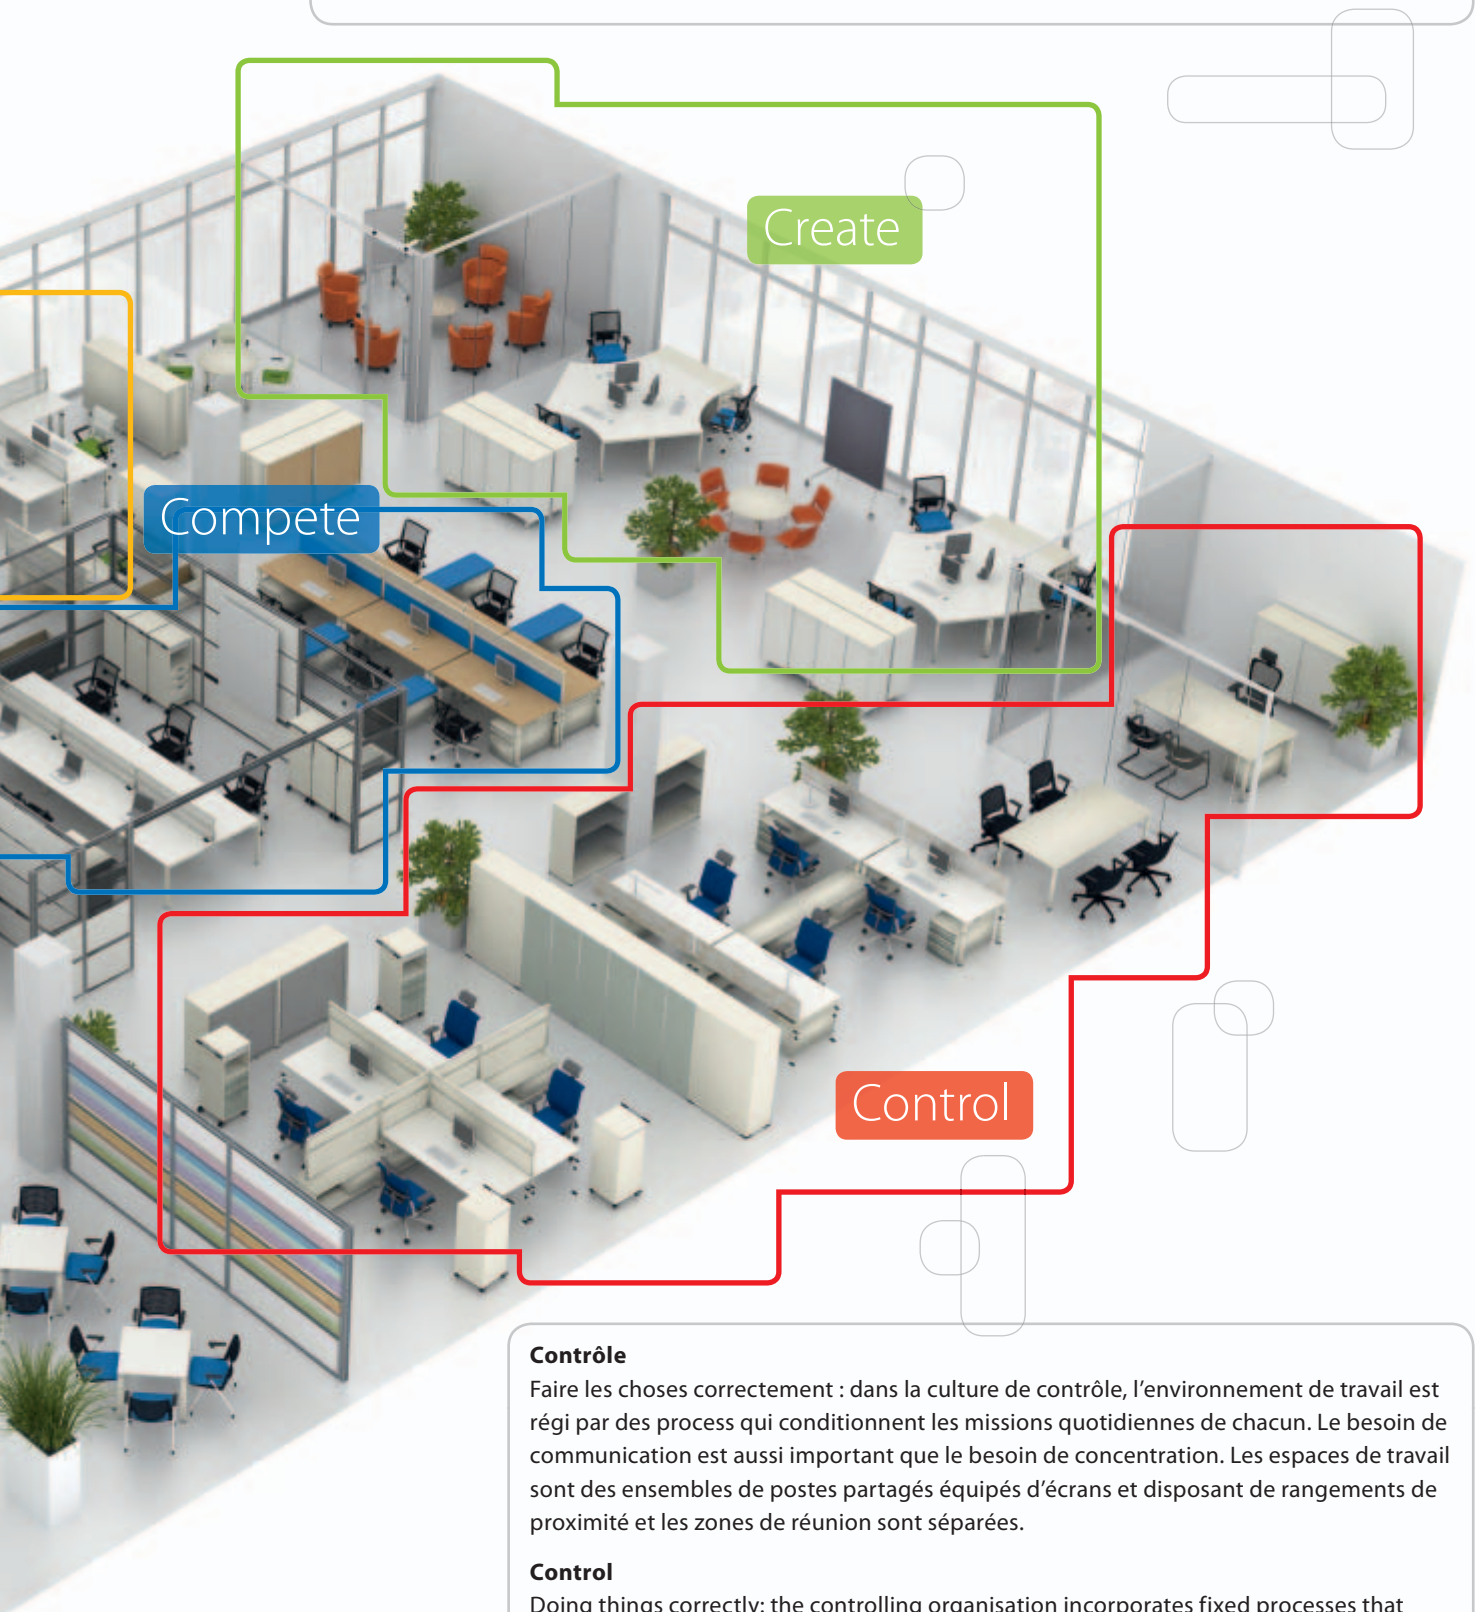 Create
Compete
Control
Contrôle
Faire les choses correctement : dans la culture de contrôle, l'environnement de travail est
régi par des process qui conditionnent les missions quotidiennes de chacun. Le besoin de
communication est aussi important que le besoin de concentration. Les espaces de travail
sont des ensembles de postes partagés équipés d'écrans et disposant de rangements de
proximité et les zones de réunion sont séparées.
Control
Doing things correctly: the controlling organisation incorporates fixed processes that